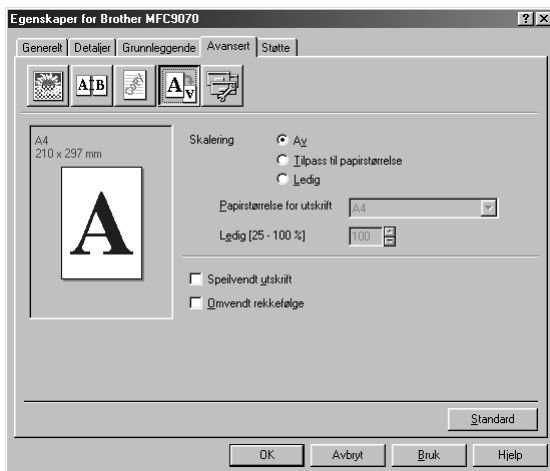 Egenskaper for Brother MFC9070
Generelt Detaljer Grunnleggende Avansert Støtte
A B
A A
A4
210 x 297 mm
A
Skalering Av
Tilpass til papirstørrelse
Ledig
Papirstørrelse for utskrift A4
Ledig [25 - 100 %] 100
Speilvendt utskrift
Omvendt rekkefølge
Standard
OK Avbryt Bruk Hjelp